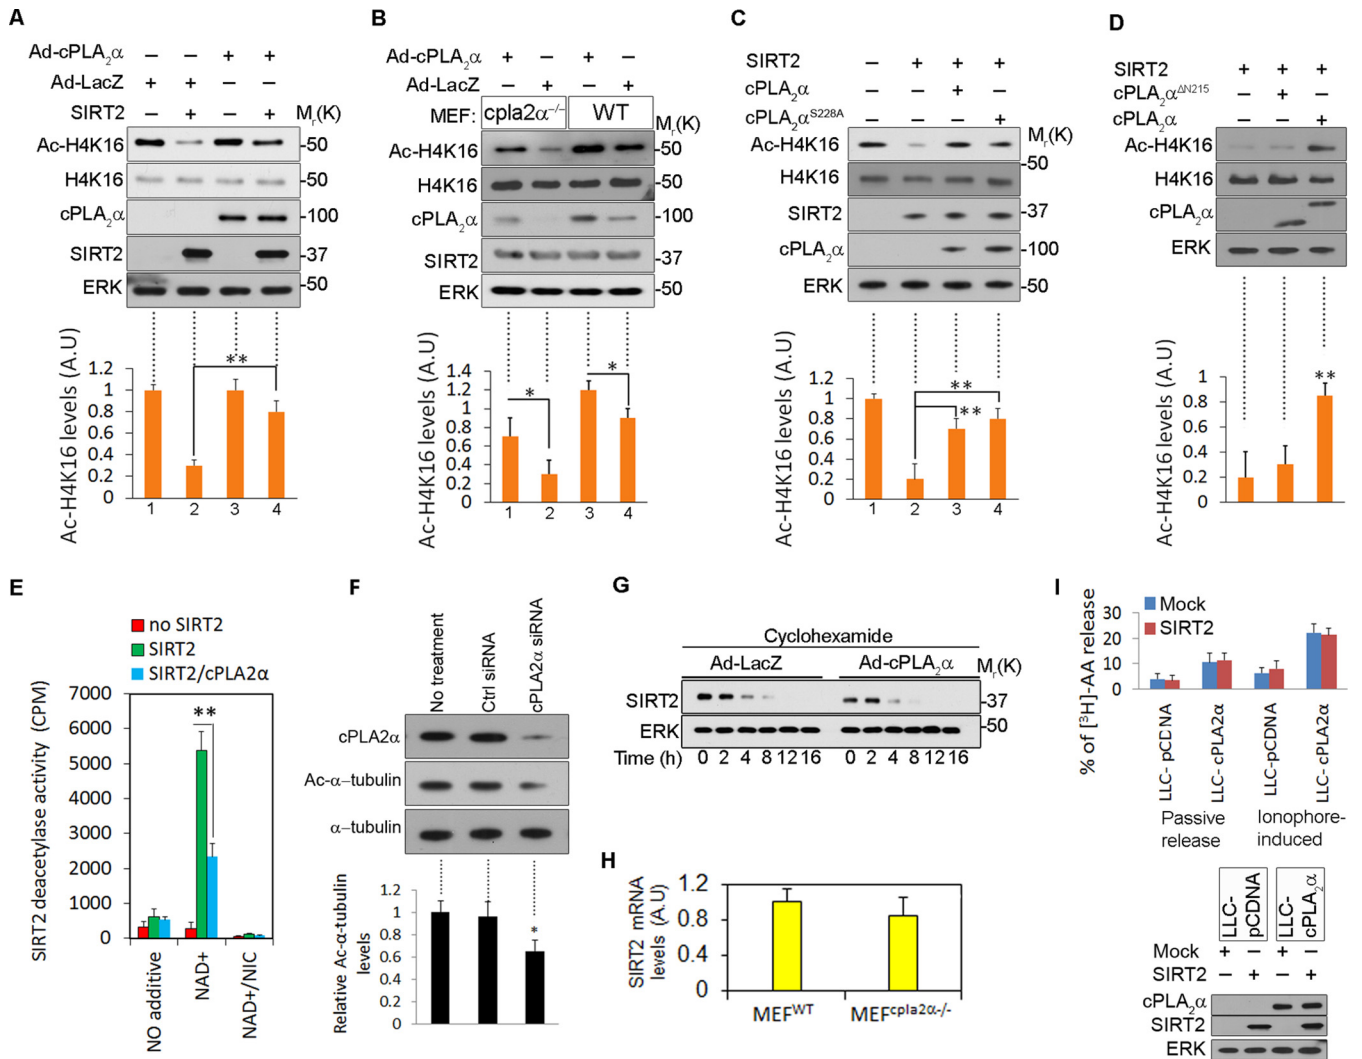 A
Ad-cPLA2α − − + +
Ad-LacZ + + − −
SIRT2 − + − +
Mr(K)
Ac-H4K16 -50
H4K16 -50
cPLA2α -100
SIRT2 -37
ERK -50
Ac-H4K16 levels (A.U)
1.2
1
0.8
0.6
0.4
0.2
0
**
1 2 3 4
B
Ad-cPLA2α + − + −
Ad-LacZ − + − +
MEF: cpla2α−/− WT
Mr(K)
Ac-H4K16 -50
H4K16 -50
cPLA2α -100
SIRT2 -37
ERK -50
Ac-H4K16 levels (A.U)
1.4
1.2
1
0.8
0.6
0.4
0.2
0
* *
1 2 3 4
C
SIRT2 − + + +
cPLA2α − − + −
cPLA2αS228A − − − +
Mr(K)
Ac-H4K16
-50
H4K16
SIRT2 -37
cPLA2α -100
ERK -50
Ac-H4K16 levels (A.U)
1.2
1
0.8
0.6
0.4
0.2
0
**
**
1 2 3 4
D
SIRT2 + + +
cPLA2αΔN215 − + −
cPLA2α − − +
Ac-H4K16
H4K16
cPLA2α
ERK
Ac-H4K16 levels (A.U)
1
0.8
0.6
0.4
0.2
0
**
E
no SIRT2
SIRT2
SIRT2/cPLA2α
SIRT2 deacetylase activity (CPM)
7000
6000
5000
4000
3000
2000
1000
0
**
NO additive
NAD+
NAD+/NIC
F
No treatment
Ctrl siRNA
cPLA2α siRNA
cPLA2α
Ac-α−tubulin
α−tubulin
Relative Ac-α-tubulin
levels
1.2
1
0.8
0.6
0.4
0.2
0
*
G
Cyclohexamide
Ad-LacZ Ad-cPLA2α Mr(K)
SIRT2 -37
ERK -50
Time (h) 0 2 4 8 12 16 0 2 4 8 12 16
H
SIRT2 mRNA
levels (A.U)
1.2
0.8
0.4
0
MEFWT MEFcpla2α-/-
I
% of [3H]-AA release
30
20
10
0
Mock
SIRT2
LLC- pCDNA
LLC- cPLA2α
LLC-pCDNA
LLC- cPLA2α
Passive
release
Ionophore-
induced
LLC-
pCDNA
LLC-
cPLA2α
Mock + − + −
SIRT2 − + − +
cPLA2α
SIRT2
ERK